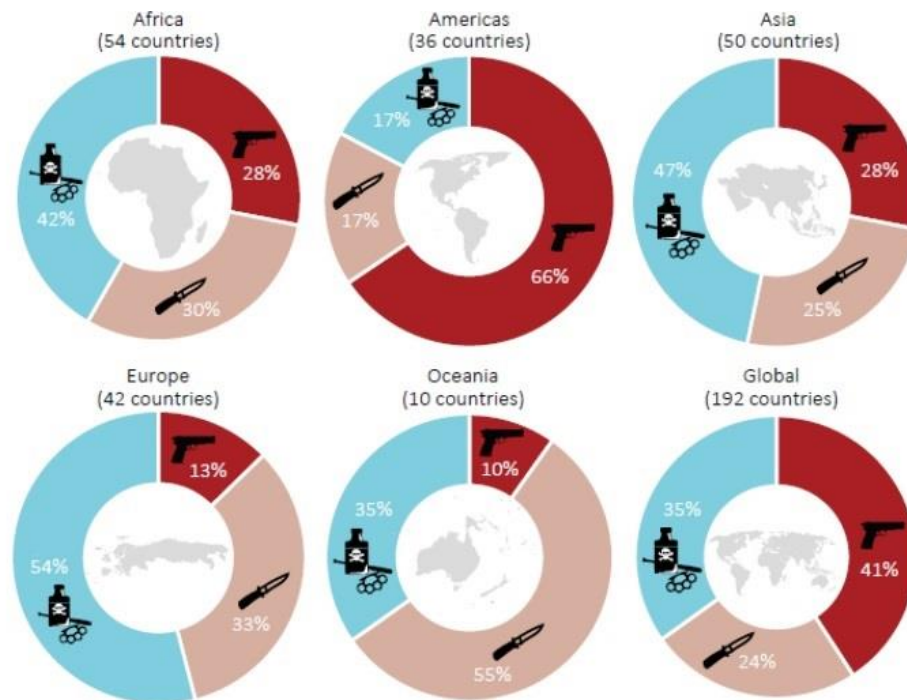 Africa
(54 countries)
28%
30%
42%
Americas
(36 countries)
66%
17%
17%
Asia
(50 countries)
28%
25%
47%
Europe
(42 countries)
13%
33%
54%
Oceania
(10 countries)
10%
55%
35%
Global
(192 countries)
41%
24%
35%